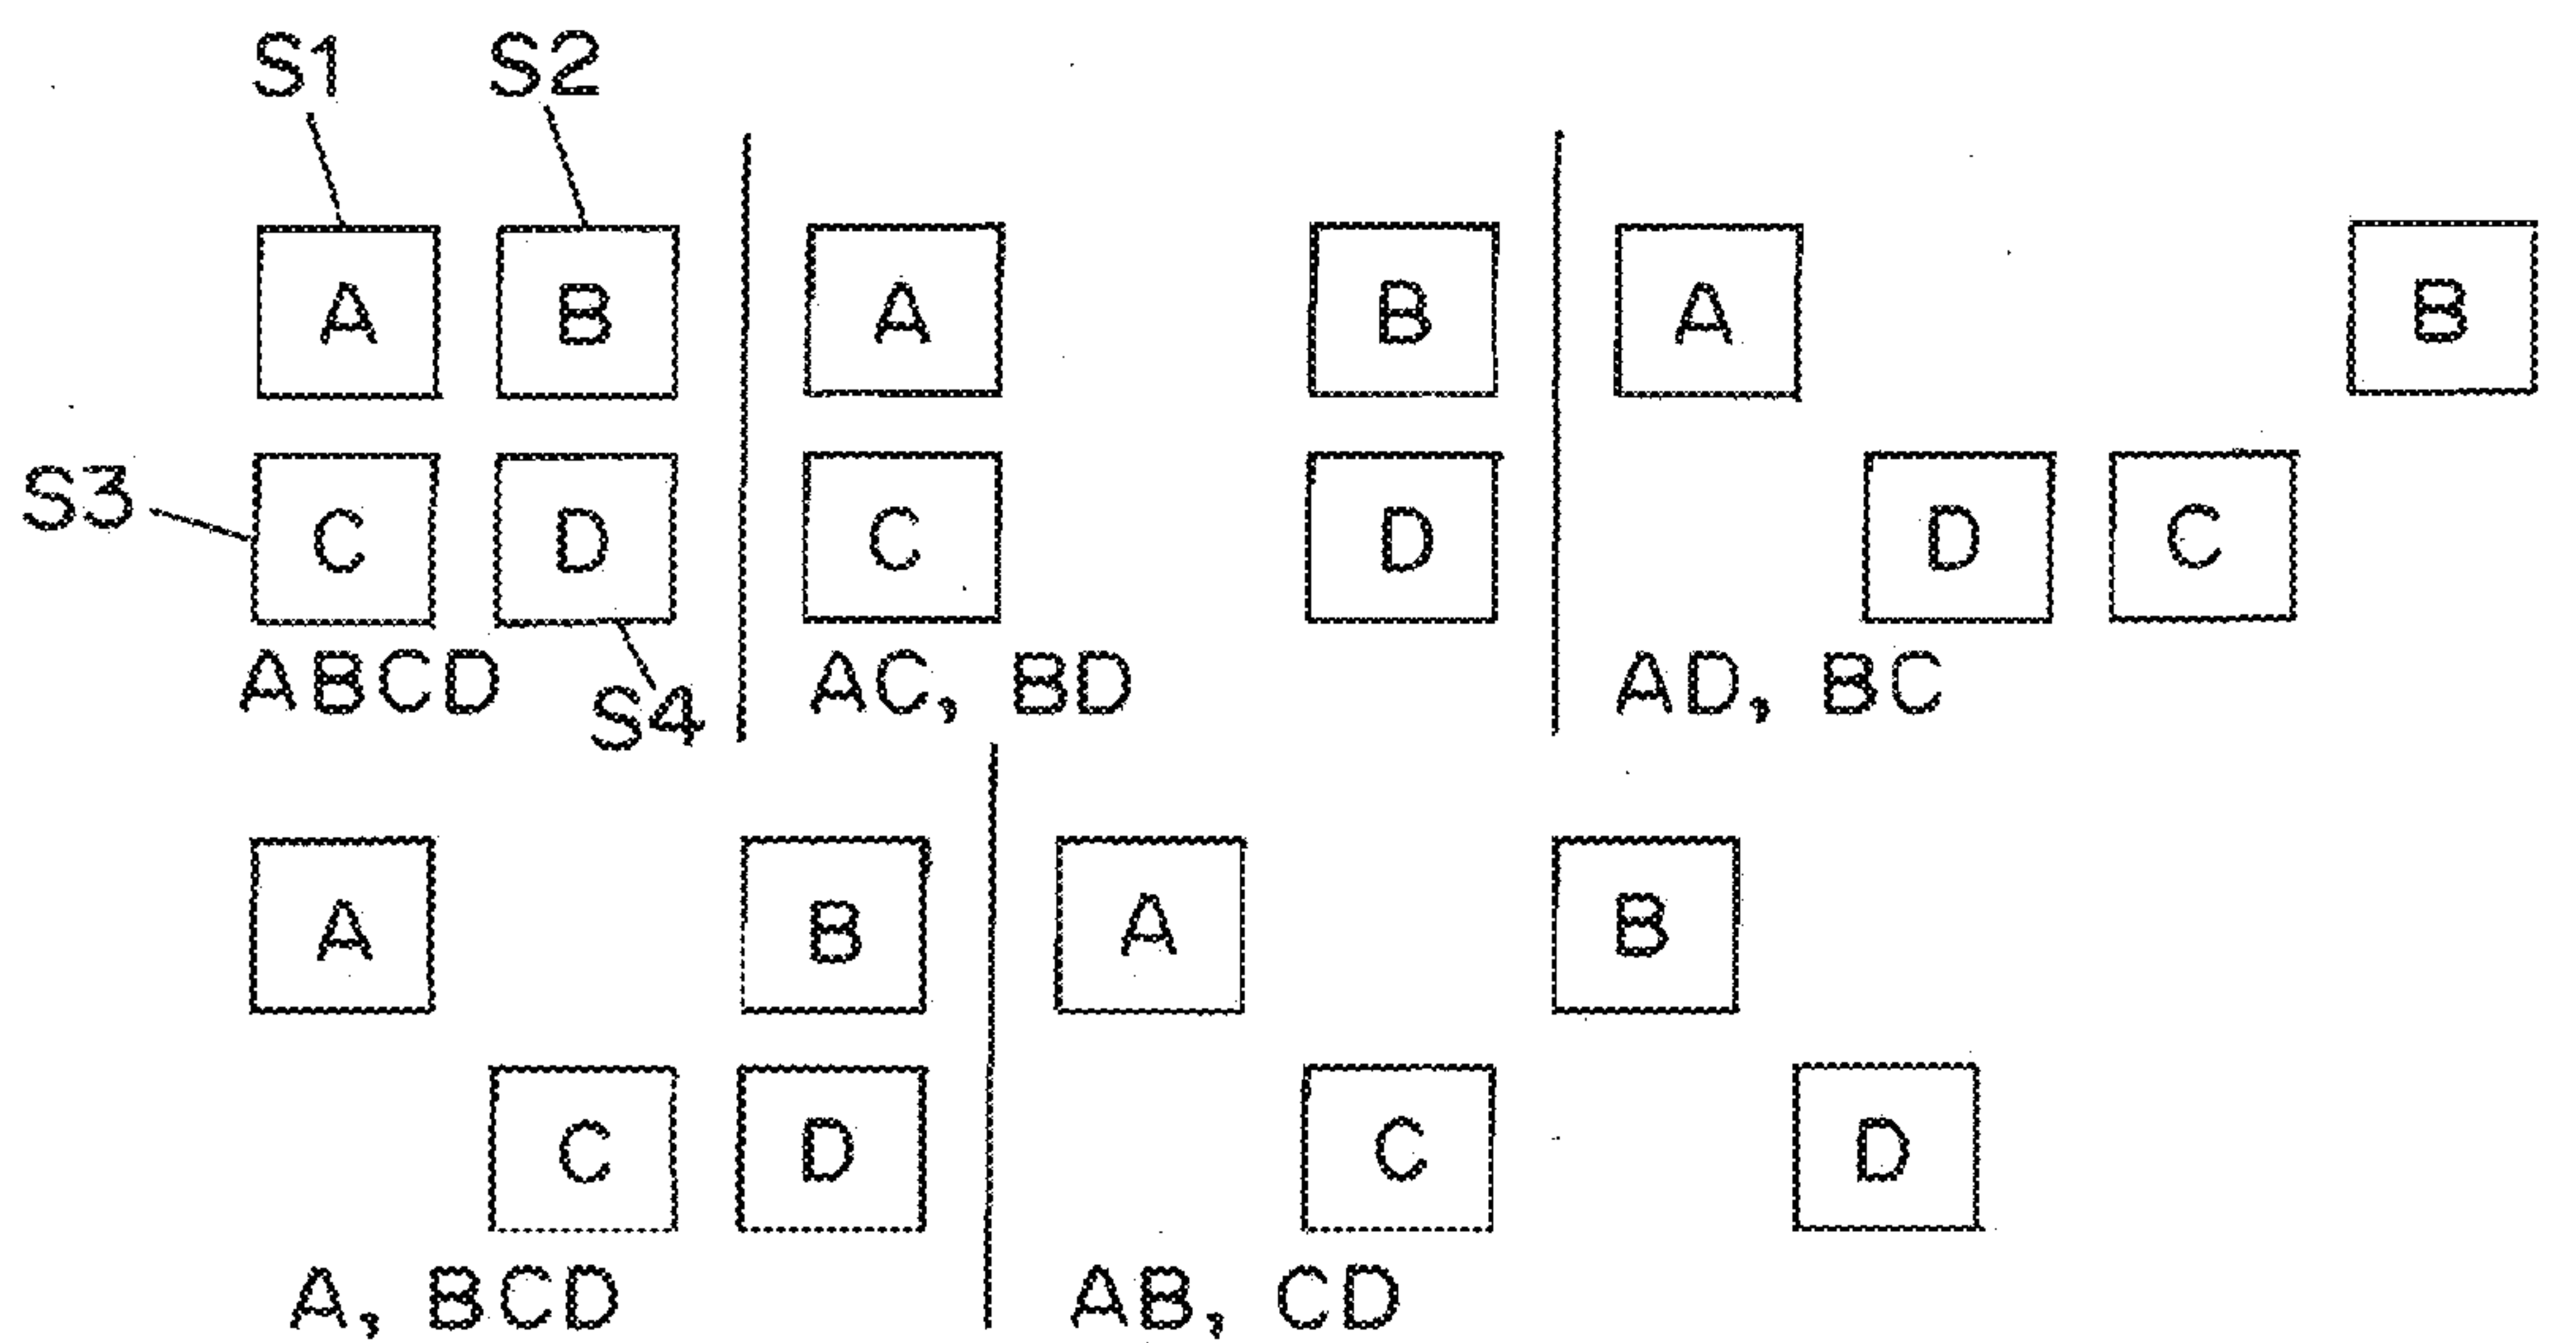 S1 S2
A B A B A B
S3 C D C D D C
ABCD S4 AC, BD AD, BC
A B A B
C D C D
A, BCD AB, CD